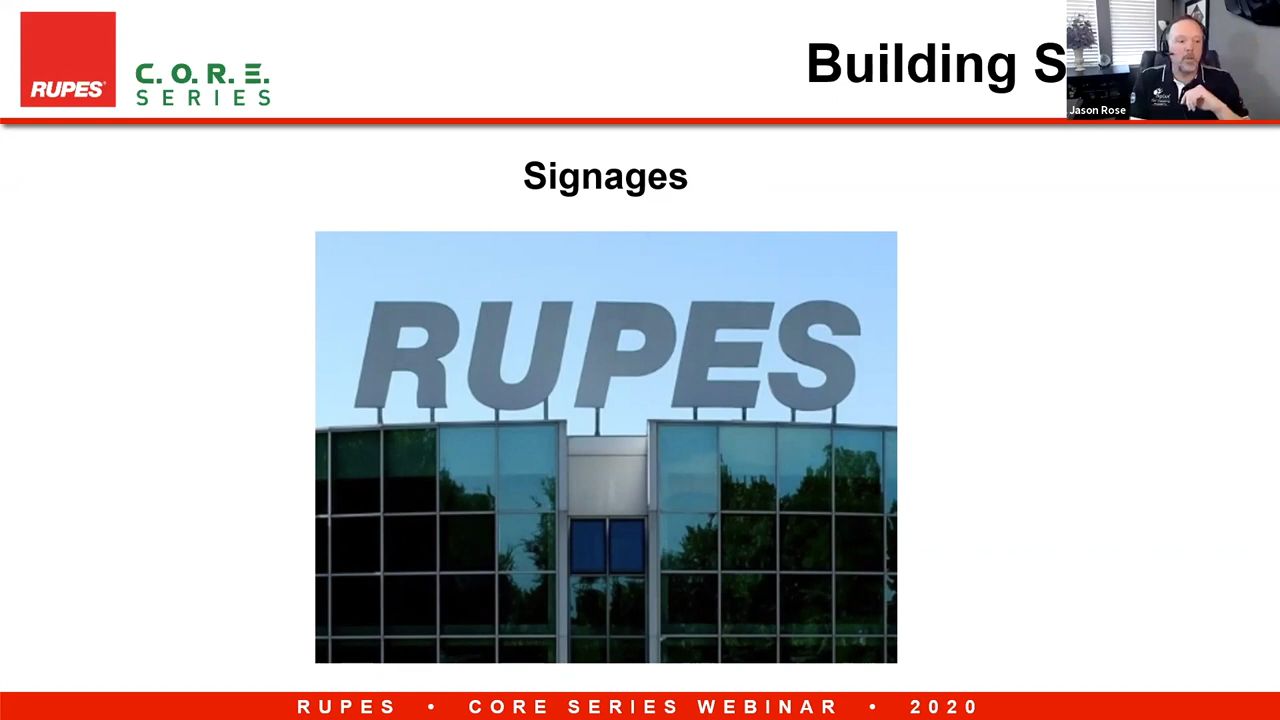 RUPES
C.O.R.E.
SERIES
Building S
Jason Rose
Signages
RUPES
RUPES • CORE SERIES WEBINAR • 2020